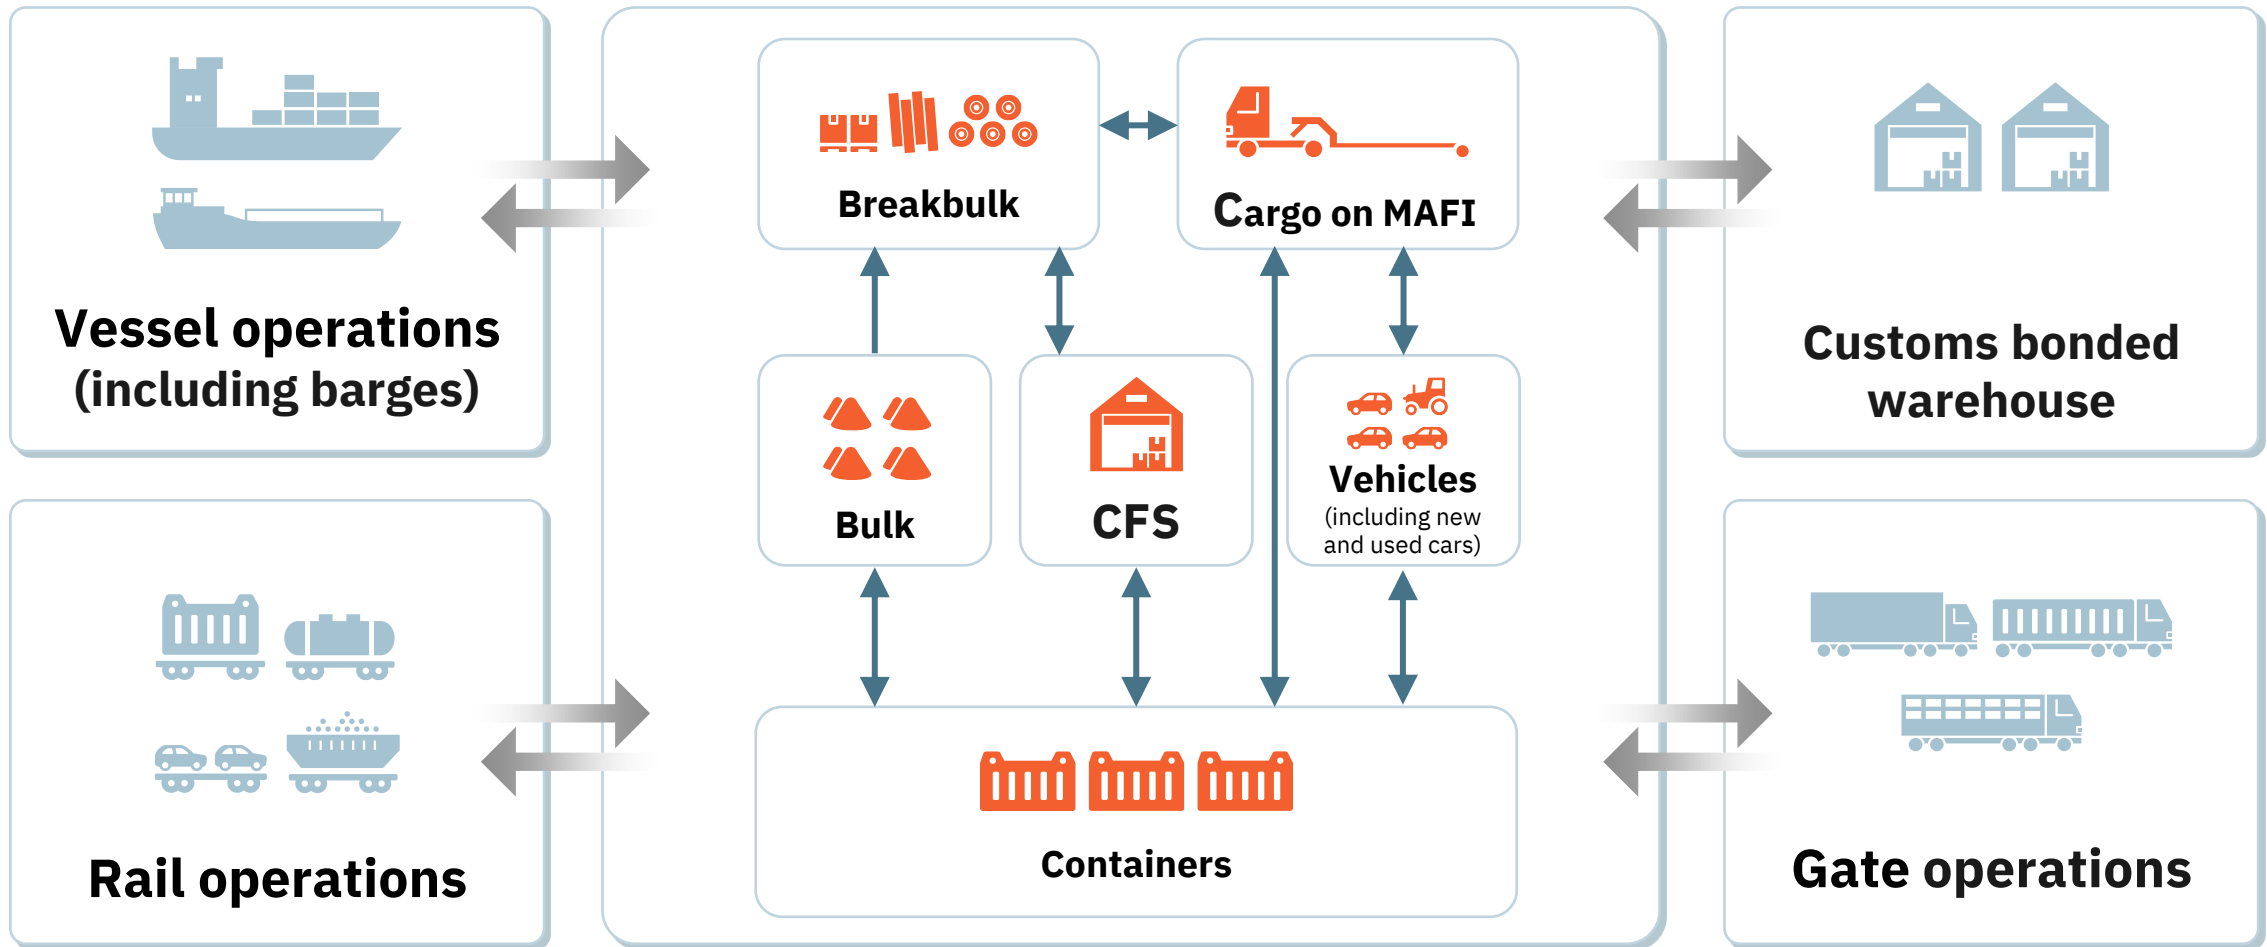 Vessel operations
(including barges)
Rail operations
Breakbulk
Cargo on MAFI
Bulk
CFS
Vehicles
(including new
and used cars)
Containers
Customs bonded
warehouse
Gate operations